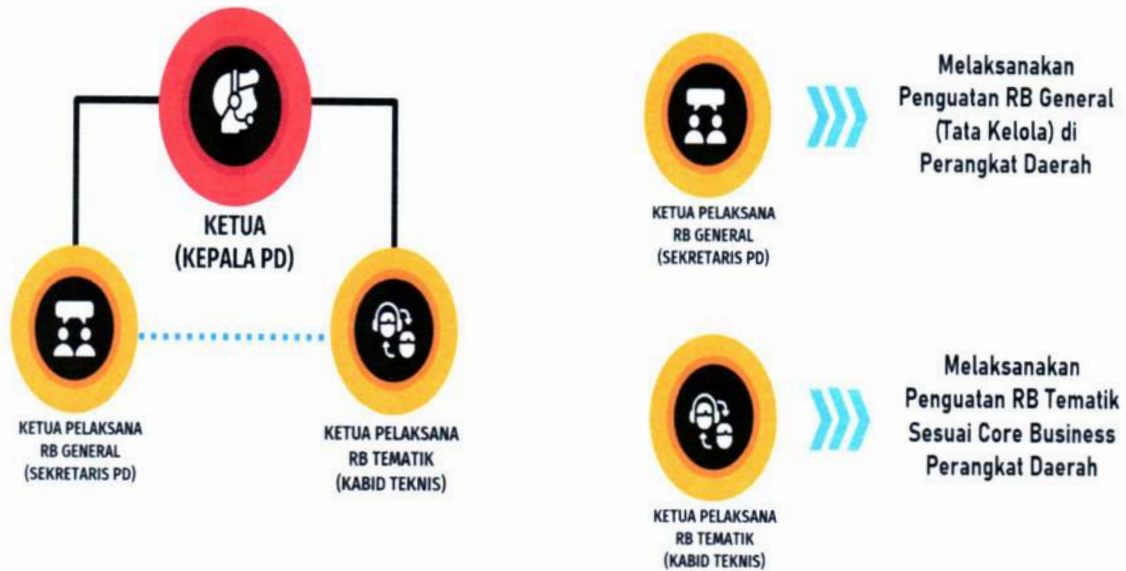 KETUA
(KEPALA PD)
KETUA PELAKSANA
RB GENERAL
(SEKRETARIS PD)
KETUA PELAKSANA
RB TEMATIK
(KABID TEKNIS)
KETUA PELAKSANA
RB GENERAL
(SEKRETARIS PD)
Melaksanakan
Penguatan RB General
(Tata Kelola) di
Perangkat Daerah
KETUA PELAKSANA
RB TEMATIK
(KABID TEKNIS)
Melaksanakan
Penguatan RB Tematik
Sesuai Core Business
Perangkat Daerah